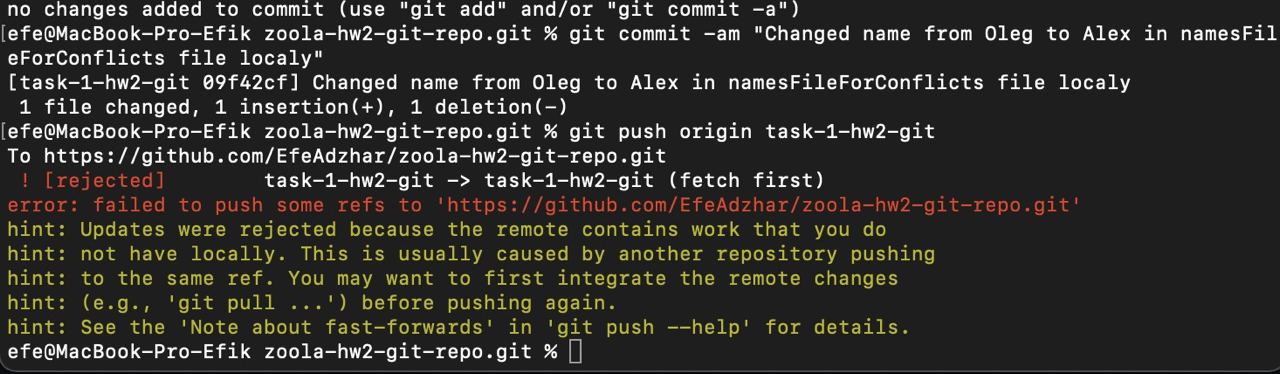 no changes added to commit (use "git add" and/or "git commit -a")
[efe@MacBook-Pro-Efik zoola-hw2-git-repo.git % git commit -am "Changed name from Oleg to Alex in namesFil
eForConflicts file localy"
[task-1-hw2-git 09f42cf] Changed name from Oleg to Alex in namesFileForConflicts file localy
 1 file changed, 1 insertion(+), 1 deletion(-)
[efe@MacBook-Pro-Efik zoola-hw2-git-repo.git % git push origin task-1-hw2-git
To https://github.com/EfeAdzhar/zoola-hw2-git-repo.git
 ! [rejected]        task-1-hw2-git -> task-1-hw2-git (fetch first)
error: failed to push some refs to 'https://github.com/EfeAdzhar/zoola-hw2-git-repo.git'
hint: Updates were rejected because the remote contains work that you do
hint: not have locally. This is usually caused by another repository pushing
hint: to the same ref. You may want to first integrate the remote changes
hint: (e.g., 'git pull ...') before pushing again.
hint: See the 'Note about fast-forwards' in 'git push --help' for details.
efe@MacBook-Pro-Efik zoola-hw2-git-repo.git %